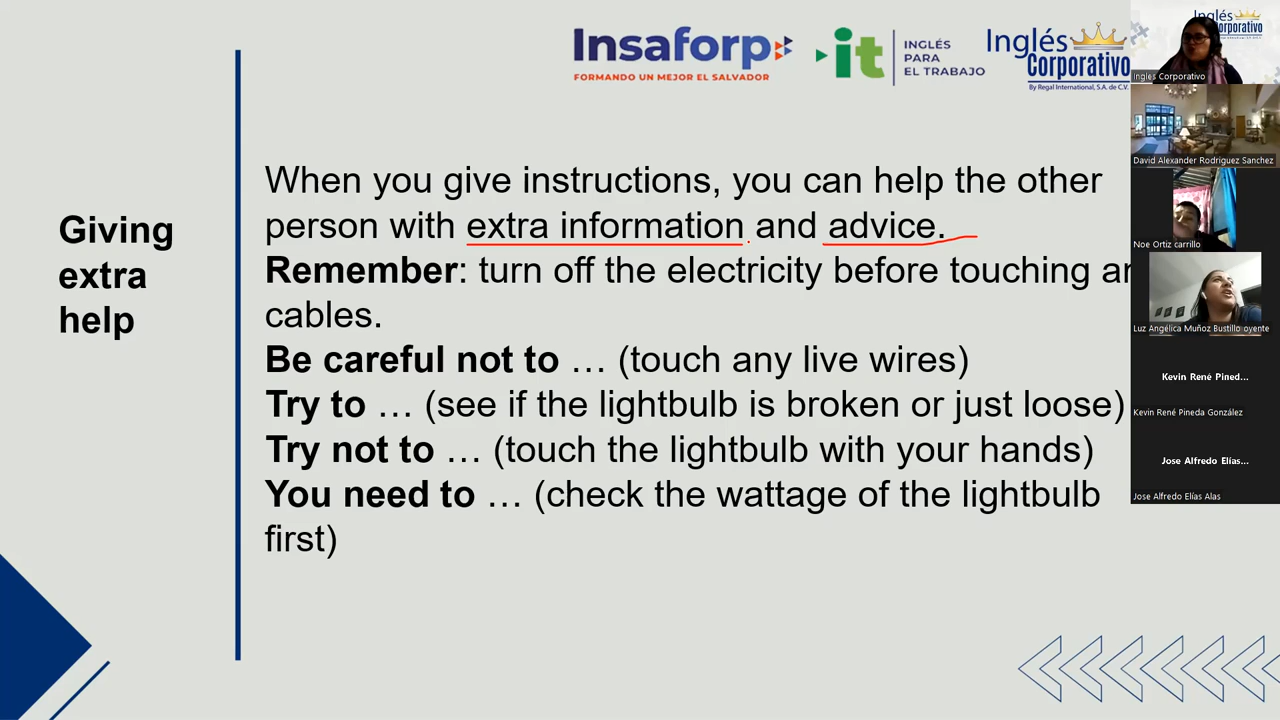 Insaforp
FORMANDO UN MEJOR EL SALVADOR
it
INGLÉS
PARA
EL TRABAJO
Inglés
Corporativo
By Regal International, S.A. de C.V.
Giving
extra
help
When you give instructions, you can help the other
person with extra information and advice.
Remember: turn off the electricity before touching
cables.
Be careful not to … (touch any live wires)
Try to … (see if the lightbulb is broken or just loose)
Try not to … (touch the lightbulb with your hands)
You need to … (check the wattage of the lightbulb
first)
Inglés
Ingles Corporativo
David Alexander Rodriguez Sanchez
Noe Ortiz carrillo
Luz Angélica Muñoz Bustillo oyente
Kevin René Pined...
Kevin René Pineda González
Jose Alfredo Elías...
Jose Alfredo Elías Alas